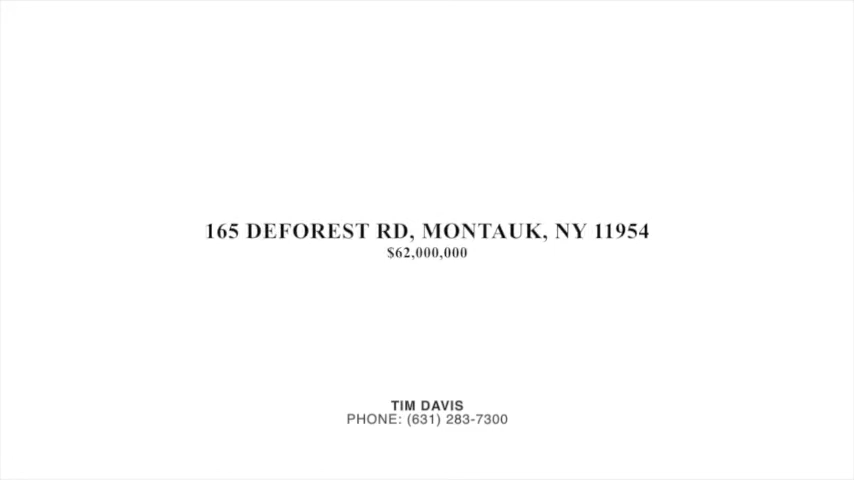 165 DEFOREST RD, MONTAUK, NY 11954
$62,000,000
TIM DAVIS
PHONE: (631) 283-7300